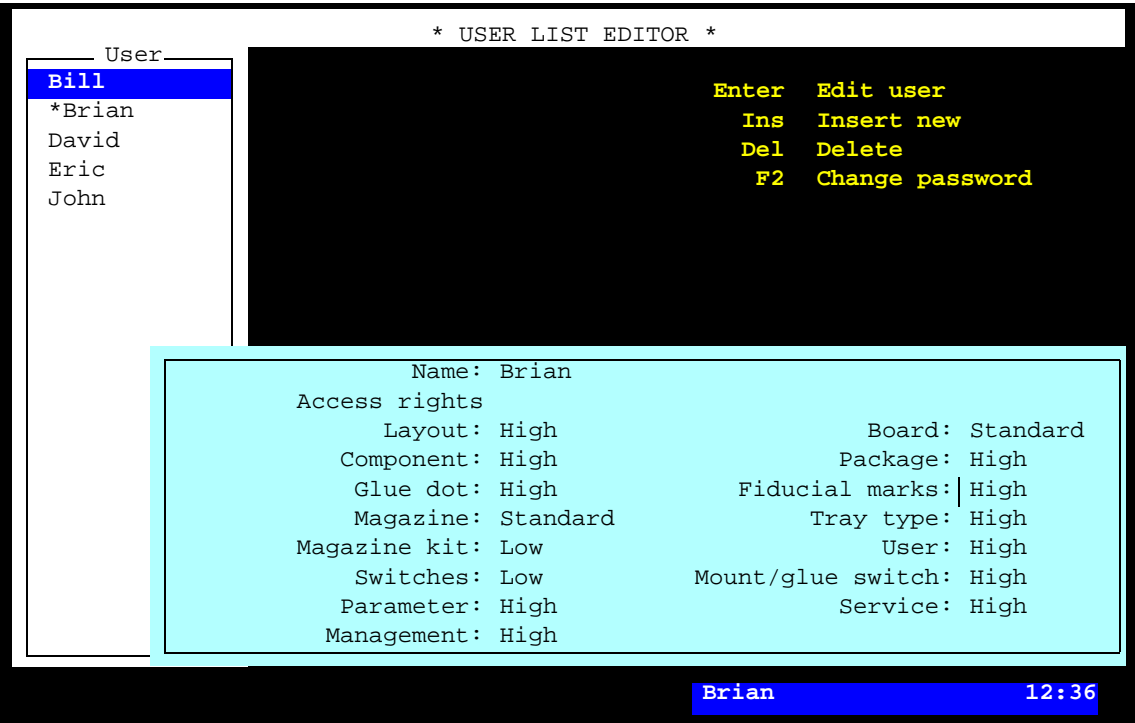 * USER LIST EDITOR *
User
Bill
*Brian
David
Eric
John
Enter Edit user
Ins Insert new
Del Delete
F2 Change password
Name: Brian
Access rights
Layout: High Board: Standard
Component: High Package: High
Glue dot: High Fiducial marks: High
Magazine: Standard Tray type: High
Magazine kit: Low User: High
Switches: Low Mount/glue switch: High
Parameter: High Service: High
Management: High
Brian 12:36